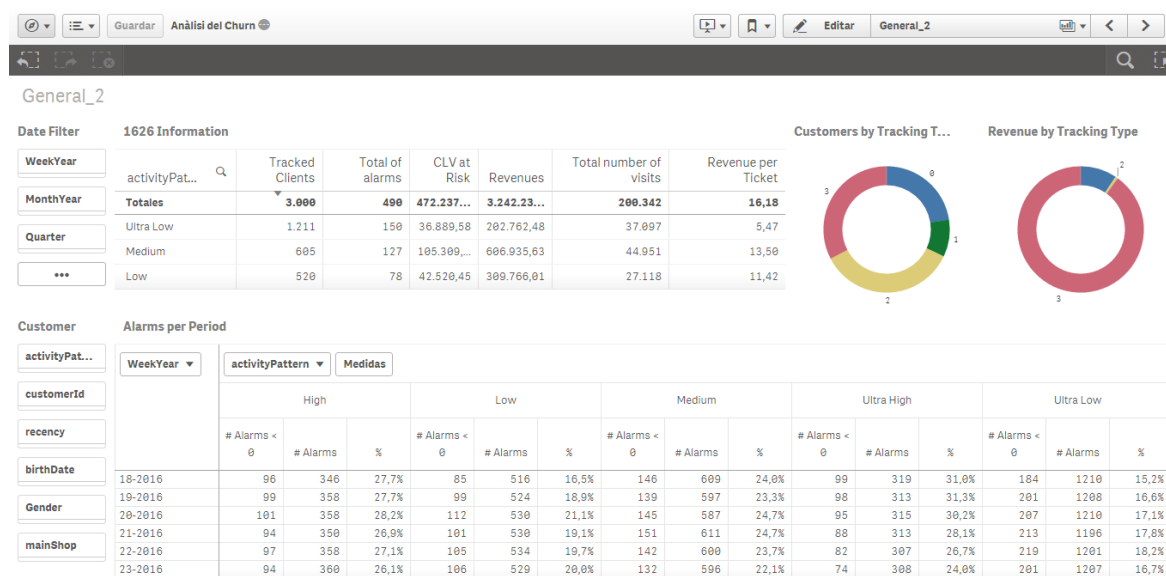 Guardar Anàlisi del Churn Editar General_2
General_2
Date Filter
WeekYear
MonthYear
Quarter
•••
1626 Information
activityPat... Tracked Clients Total of alarms CLV at Risk Revenues Total number of visits Revenue per Ticket
Totales 3.000 490 472.237... 3.242.23... 200.342 16,18
Ultra Low 1.211 150 36.889,58 202.762,48 37.097 5,47
Medium 605 127 105.309,... 606.935,63 44.951 13,50
Low 520 78 42.520,45 309.766,01 27.118 11,42
Customers by Tracking T...
0
3
1
2
Revenue by Tracking Type
2
3
Customer
activityPat...
customerId
recency
birthDate
Gender
mainShop
Alarms per Period
WeekYear activityPattern Medidas
High Low Medium Ultra High Ultra Low
# Alarms < 0 # Alarms % # Alarms < 0 # Alarms % # Alarms < 0 # Alarms % # Alarms < 0 # Alarms % # Alarms < 0 # Alarms %
18-2016 96 346 27,7% 85 516 16,5% 146 609 24,0% 99 319 31,0% 184 1210 15,2%
19-2016 99 358 27,7% 99 524 18,9% 139 597 23,3% 98 313 31,3% 201 1208 16,6%
20-2016 101 358 28,2% 112 530 21,1% 145 587 24,7% 95 315 30,2% 207 1210 17,1%
21-2016 94 350 26,9% 101 530 19,1% 151 611 24,7% 88 313 28,1% 213 1196 17,8%
22-2016 97 358 27,1% 105 534 19,7% 142 600 23,7% 82 307 26,7% 219 1201 18,2%
23-2016 94 360 26,1% 106 529 20,0% 132 596 22,1% 74 308 24,0% 201 1207 16,7%